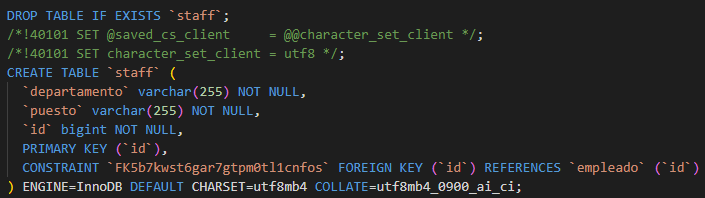 DROP TABLE IF EXISTS `staff`;
/*!40101 SET @saved_cs_client     = @@character_set_client */;
/*!40101 SET character_set_client = utf8 */;
CREATE TABLE `staff` (
  `departamento` varchar(255) NOT NULL,
  `puesto` varchar(255) NOT NULL,
  `id` bigint NOT NULL,
  PRIMARY KEY (`id`),
  CONSTRAINT `FK5b7kwst6gar7gtpm0tl1cnfos` FOREIGN KEY (`id`) REFERENCES `empleado` (`id`)
) ENGINE=InnoDB DEFAULT CHARSET=utf8mb4 COLLATE=utf8mb4_0900_ai_ci;